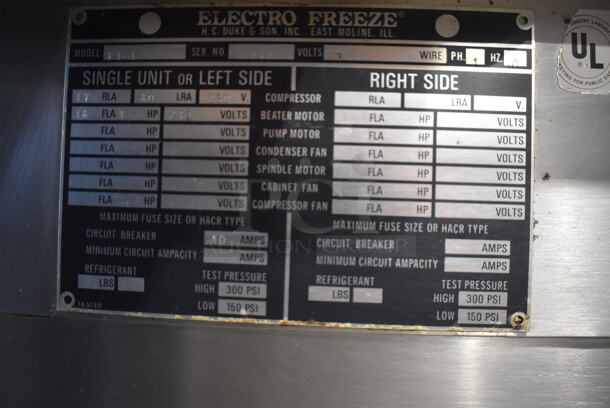 ELECTRO FREEZE®
H. C. DUKE & SON, INC. EAST MOLINE, ILL.
MODEL SER. NO. VOLTS WIRE PH. 1 HZ.
SINGLE UNIT OR LEFT SIDE RIGHT SIDE
RLA LRA V. COMPRESSOR RLA LRA V.
FLA HP VOLTS BEATER MOTOR FLA HP VOLTS
FLA HP VOLTS PUMP MOTOR FLA HP VOLTS
FLA HP VOLTS CONDENSER FAN FLA HP VOLTS
FLA HP VOLTS SPINDLE MOTOR FLA HP VOLTS
FLA HP VOLTS CABINET FAN FLA HP VOLTS
FLA HP VOLTS COMPRESSOR FAN FLA HP VOLTS
MAXIMUM FUSE SIZE OR HACR TYPE MAXIMUM FUSE SIZE OR HACR TYPE
CIRCUIT BREAKER AMPS CIRCUIT BREAKER AMPS
MINIMUM CIRCUIT AMPACITY AMPS MINIMUM CIRCUIT AMPACITY AMPS
REFRIGERANT TEST PRESSURE REFRIGERANT TEST PRESSURE
LBS HIGH 300 PSI LBS HIGH 300 PSI
LOW 150 PSI LOW 150 PSI
165130
UL